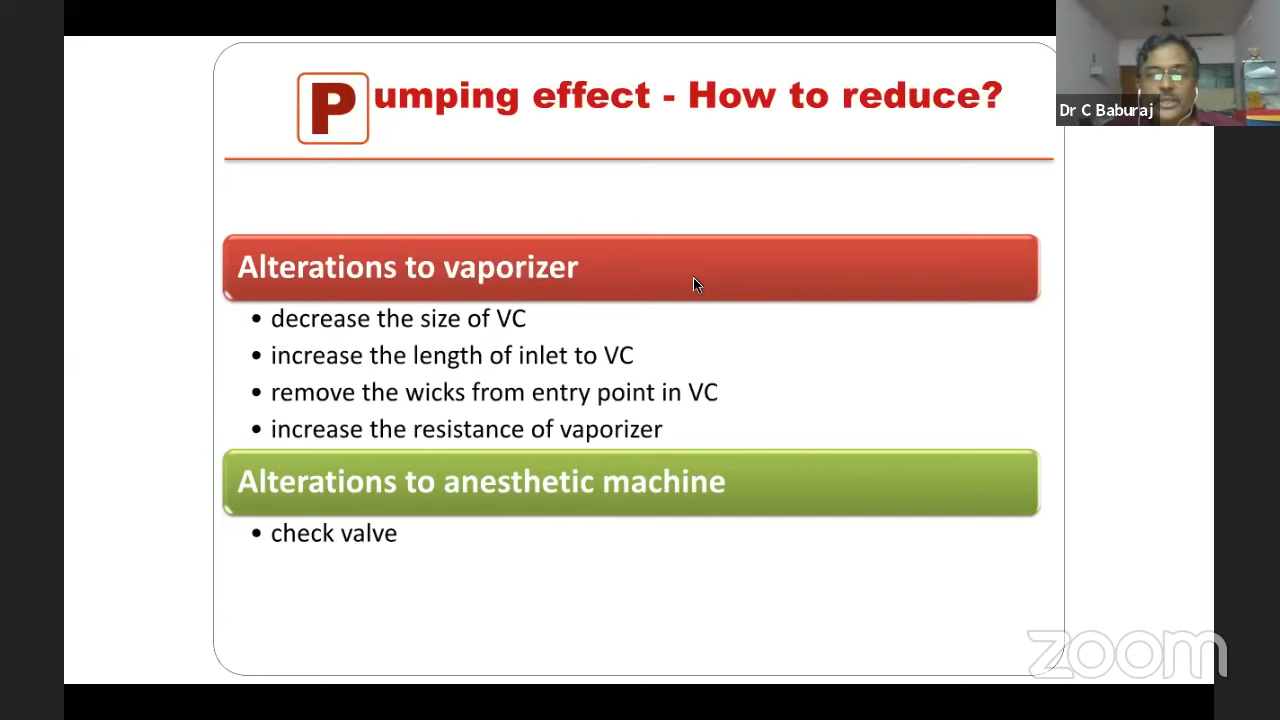 Pumping effect - How to reduce?
Dr C Baburaj
Alterations to vaporizer
• decrease the size of VC
• increase the length of inlet to VC
• remove the wicks from entry point in VC
• increase the resistance of vaporizer
Alterations to anesthetic machine
• check valve
zoom